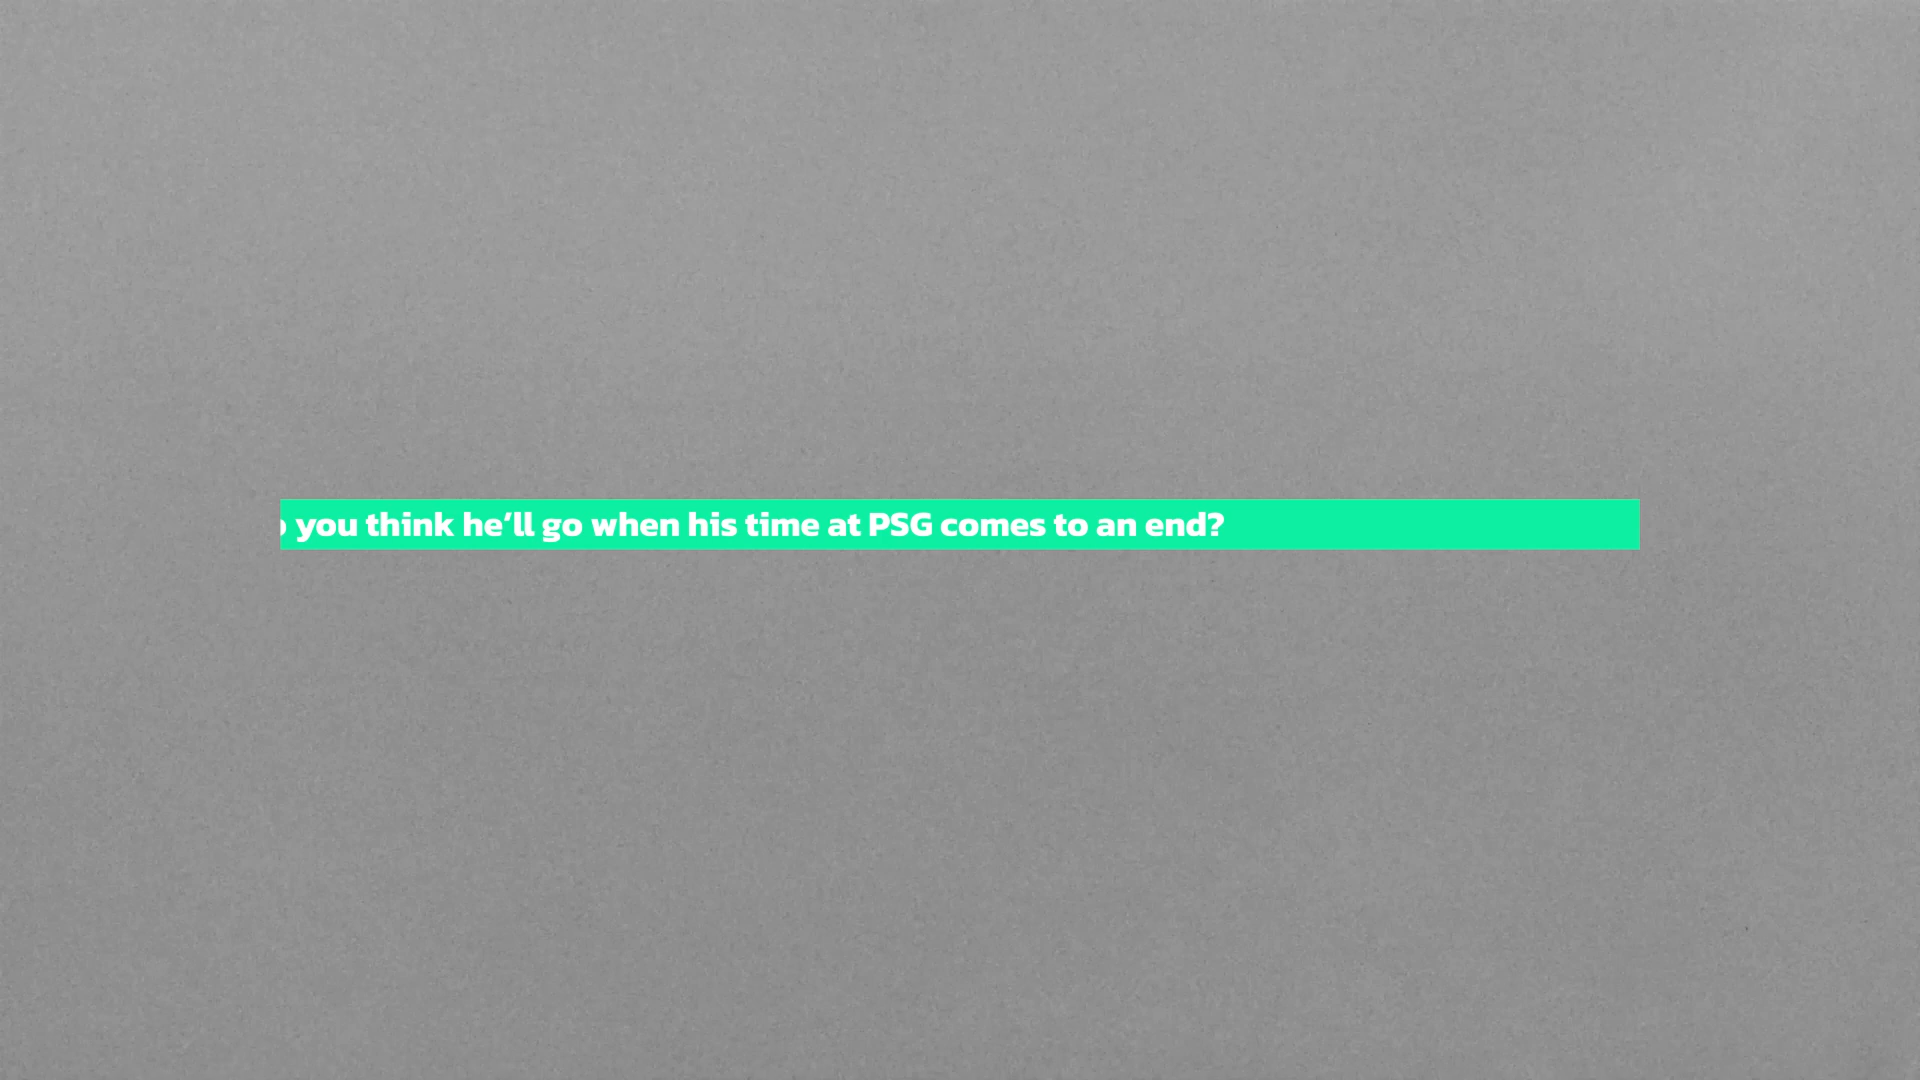 you think he’ll go when his time at PSG comes to an end?